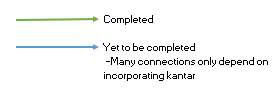 Completed
Yet to be completed
-Many connections only depend on
incorporating kantar